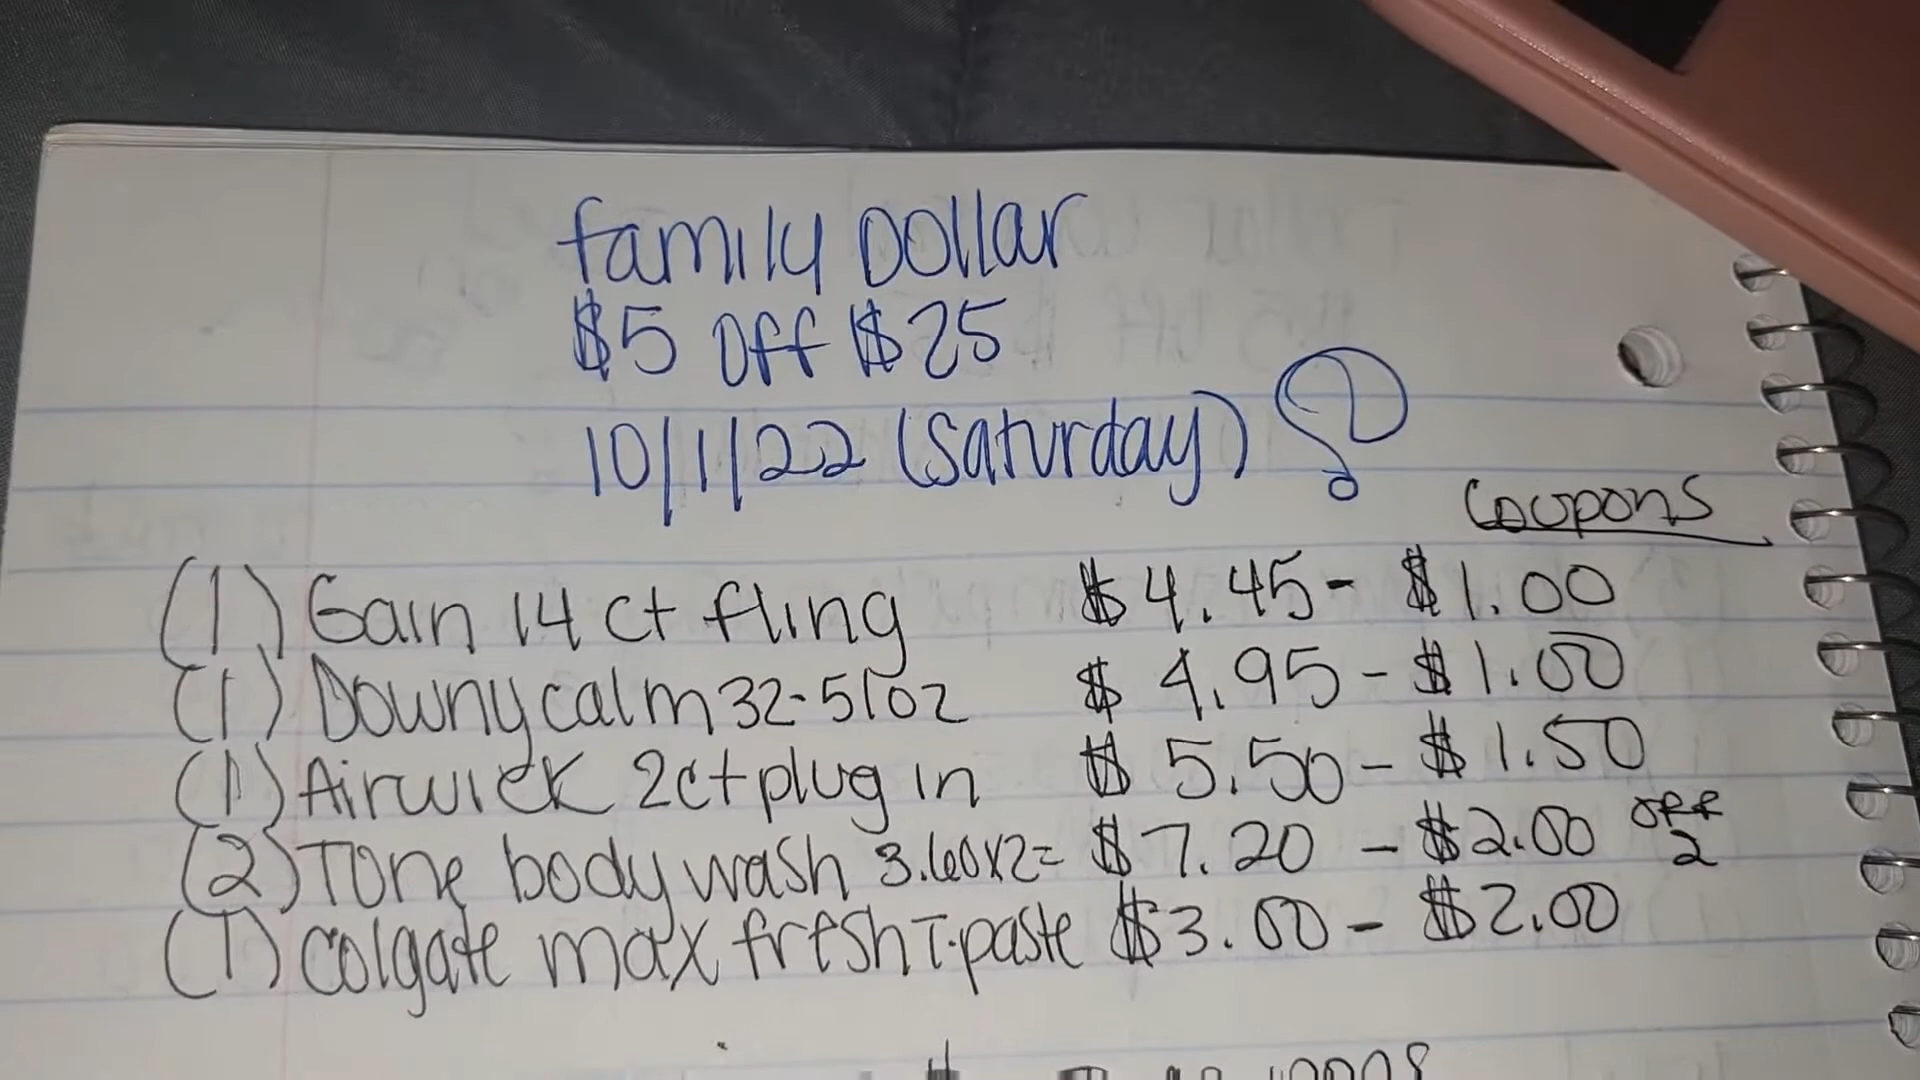 family Dollar
$5 off $25
10/1/22 (Saturday)
Coupons
(1) Gain 14 ct fling $4.45 - $1.00
(1) Downy calm 32-51oz $4.95 - $1.00
(1) Airwick 2ct plug in $5.50 - $1.50
(2) Tone body wash 3.60x2= $7.20 - $2.00 off 2
(1) Colgate max fresh T.paste $3.00 - $2.00